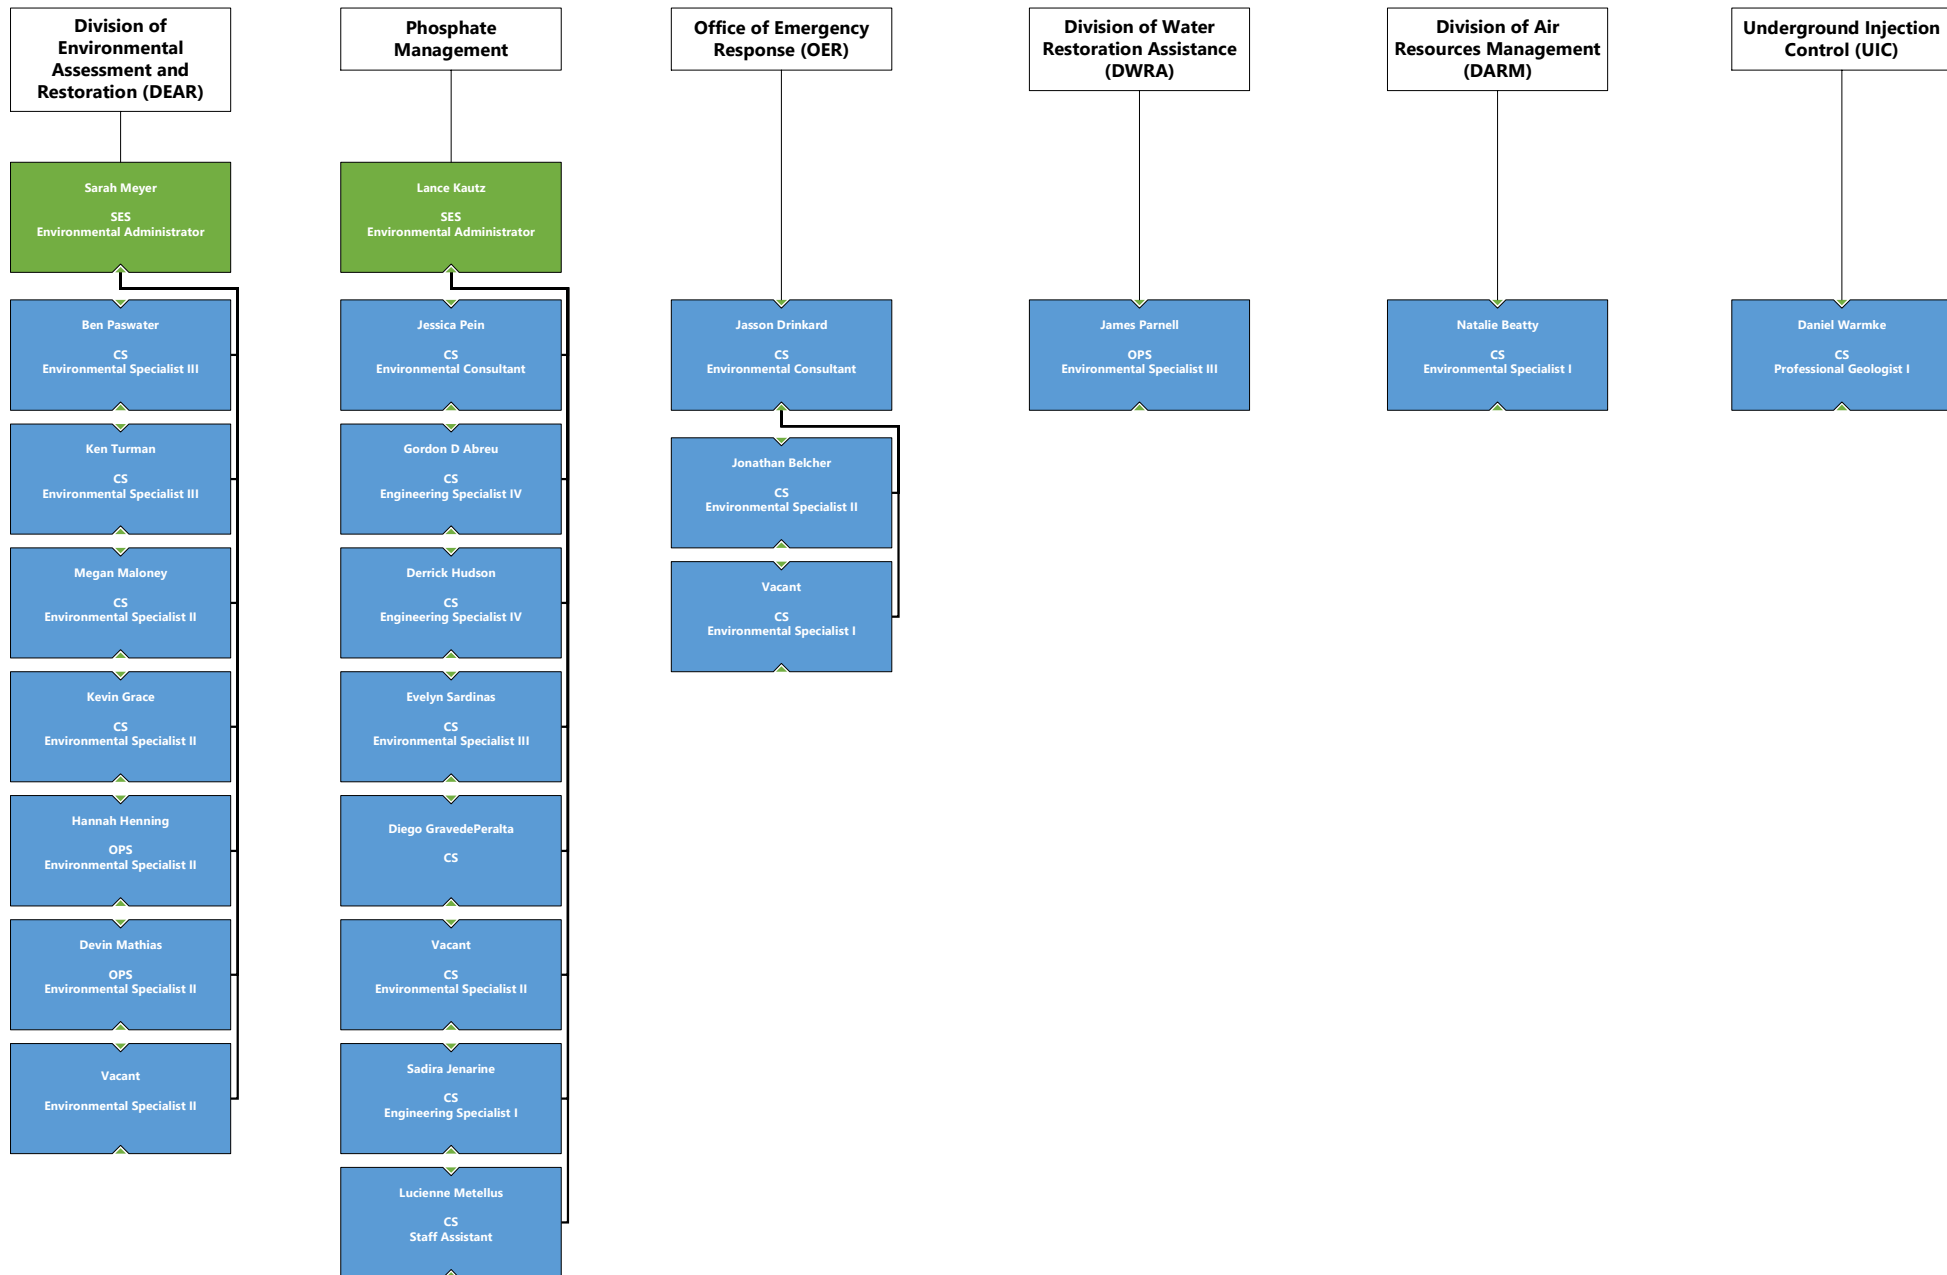 Division of
Environmental
Assessment and
Restoration (DEAR)
Sarah Meyer
SES
Environmental Administrator
Ben Paswater
CS
Environmental Specialist III
Ken Turman
CS
Environmental Specialist III
Megan Maloney
CS
Environmental Specialist II
Kevin Grace
CS
Environmental Specialist II
Hannah Henning
OPS
Environmental Specialist II
Devin Mathias
OPS
Environmental Specialist II
Vacant
Environmental Specialist II
Phosphate
Management
Lance Kautz
SES
Environmental Administrator
Jessica Pein
CS
Environmental Consultant
Gordon D Abreu
CS
Engineering Specialist IV
Derrick Hudson
CS
Engineering Specialist IV
Evelyn Sardinas
CS
Environmental Specialist III
Diego GravedePeralta
CS
Vacant
CS
Environmental Specialist II
Sadira Jenarine
CS
Engineering Specialist I
Lucienne Metellus
CS
Staff Assistant
Office of Emergency
Response (OER)
Jasson Drinkard
CS
Environmental Consultant
Jonathan Belcher
CS
Environmental Specialist II
Vacant
CS
Environmental Specialist I
Division of Water
Restoration Assistance
(DWRA)
James Parnell
OPS
Environmental Specialist III
Division of Air
Resources Management
(DARM)
Natalie Beatty
CS
Environmental Specialist I
Underground Injection
Control (UIC)
Daniel Warmke
CS
Professional Geologist I